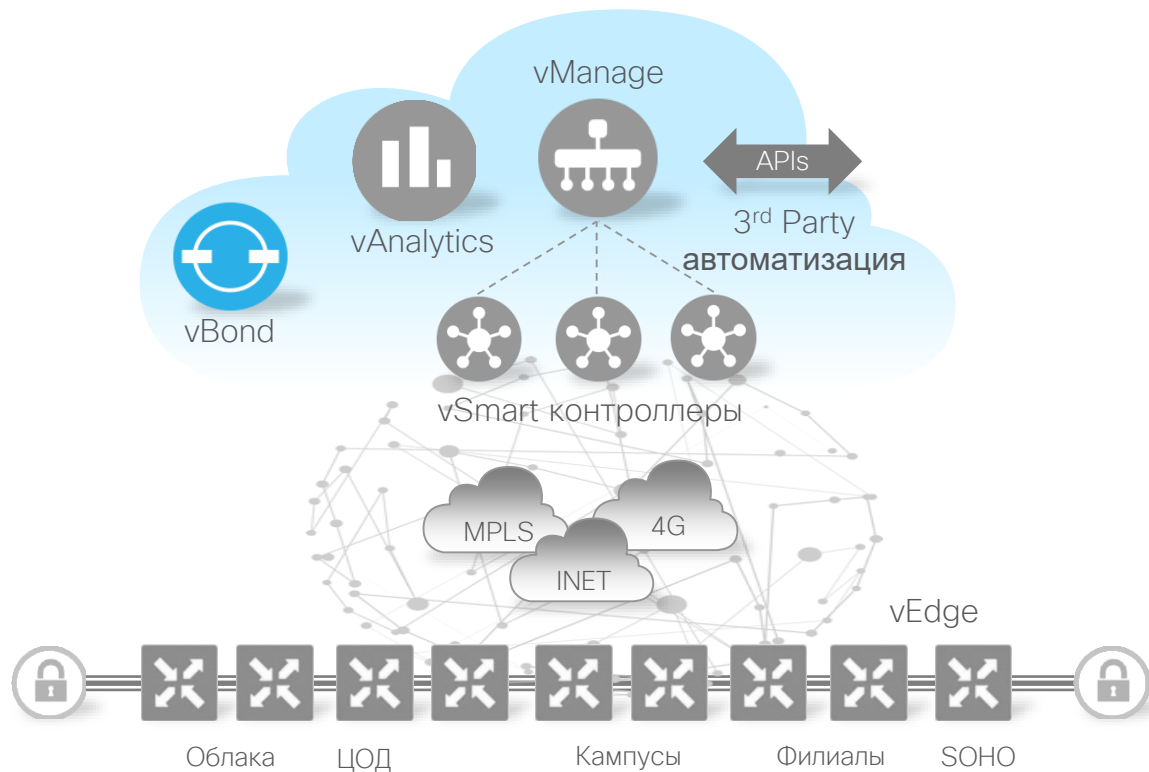 vManage
APIs
vAnalytics
3rd Party
автоматизация
vBond
vSmart контроллеры
MPLS
4G
INET
vEdge
Облака
ЦОД
Кампусы
Филиалы
SOHO